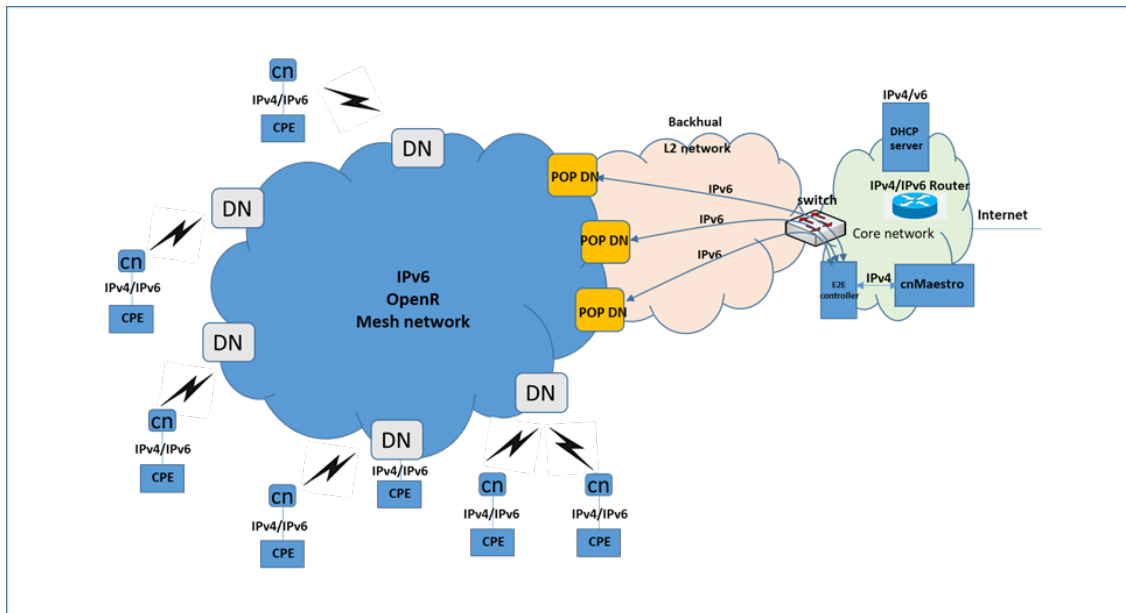 cn
IPv4/IPv6
CPE
DN
DN
cn
IPv4/IPv6
CPE
DN
cn
IPv4/IPv6
CPE
IPv6
OpenR
Mesh network
DN
cn
IPv4/IPv6
CPE
DN
IPv4/IPv6
CPE
cn
IPv4/IPv6
CPE
cn
IPv4/IPv6
CPE
POP DN
POP DN
POP DN
Backhual
L2 network
IPv6
IPv6
IPv6
switch
IPv4/v6
DHCP
server
IPv4/IPv6 Router
Core network
Internet
E2E
controller
IPv4
cnMaestro